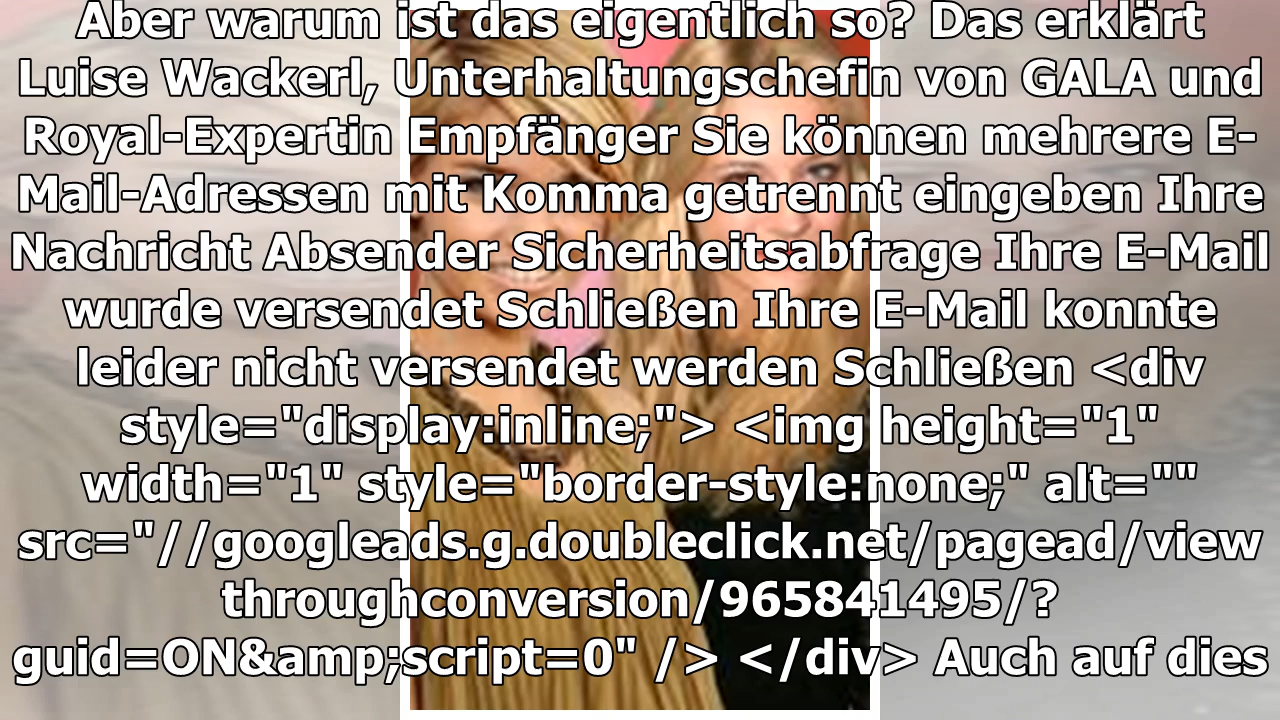 Aber warum ist das eigentlich so? Das erklärt
Luise Wackerl, Unterhaltungschefin von GALA und
Royal-Expertin Empfänger Sie können mehrere E-
Mail-Adressen mit Komma getrennt eingeben Ihre
Nachricht Absender Sicherheitsabfrage Ihre E-Mail
wurde versendet Schließen Ihre E-Mail konnte
leider nicht versendet werden Schließen <div
style="display:inline;"> <img height="1"
width="1" style="border-style:none;" alt=""
src="//googleads.g.doubleclick.net/pagead/view
throughconversion/965841495/?
guid=ON&amp;script=0" /> </div> Auch auf dies